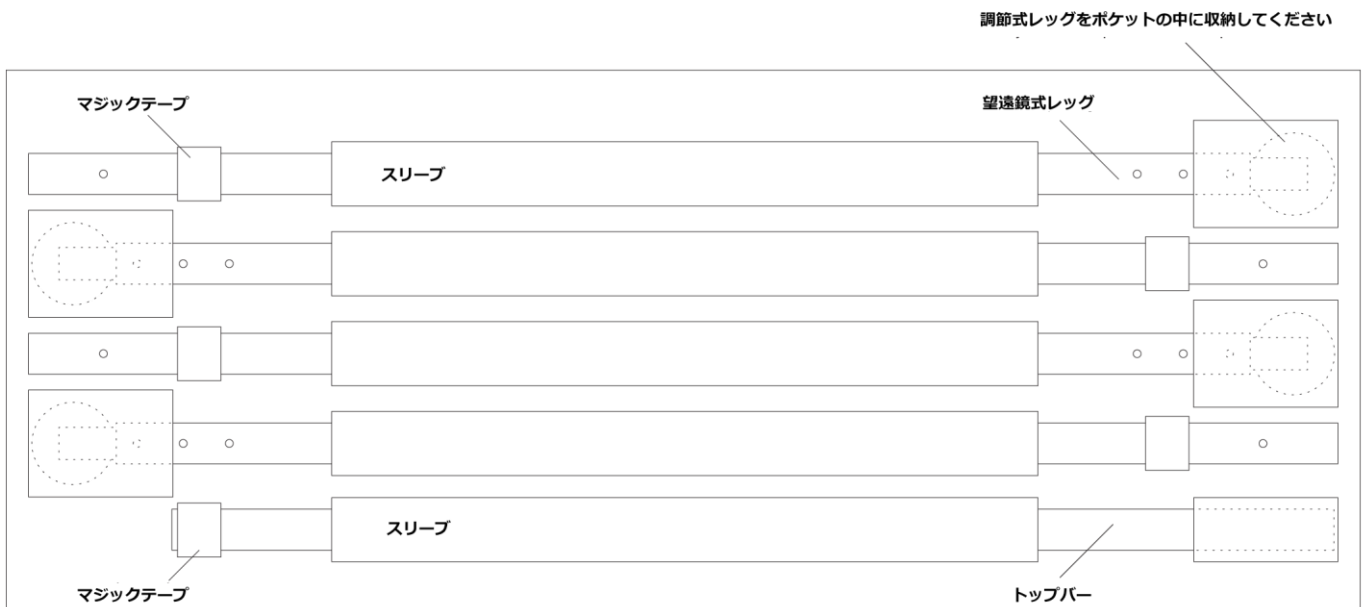 調節式レッグをポケットの中に収納してください
マジックテープ
望遠鏡式レッグ
スリーブ
スリーブ
マジックテープ
トップバー